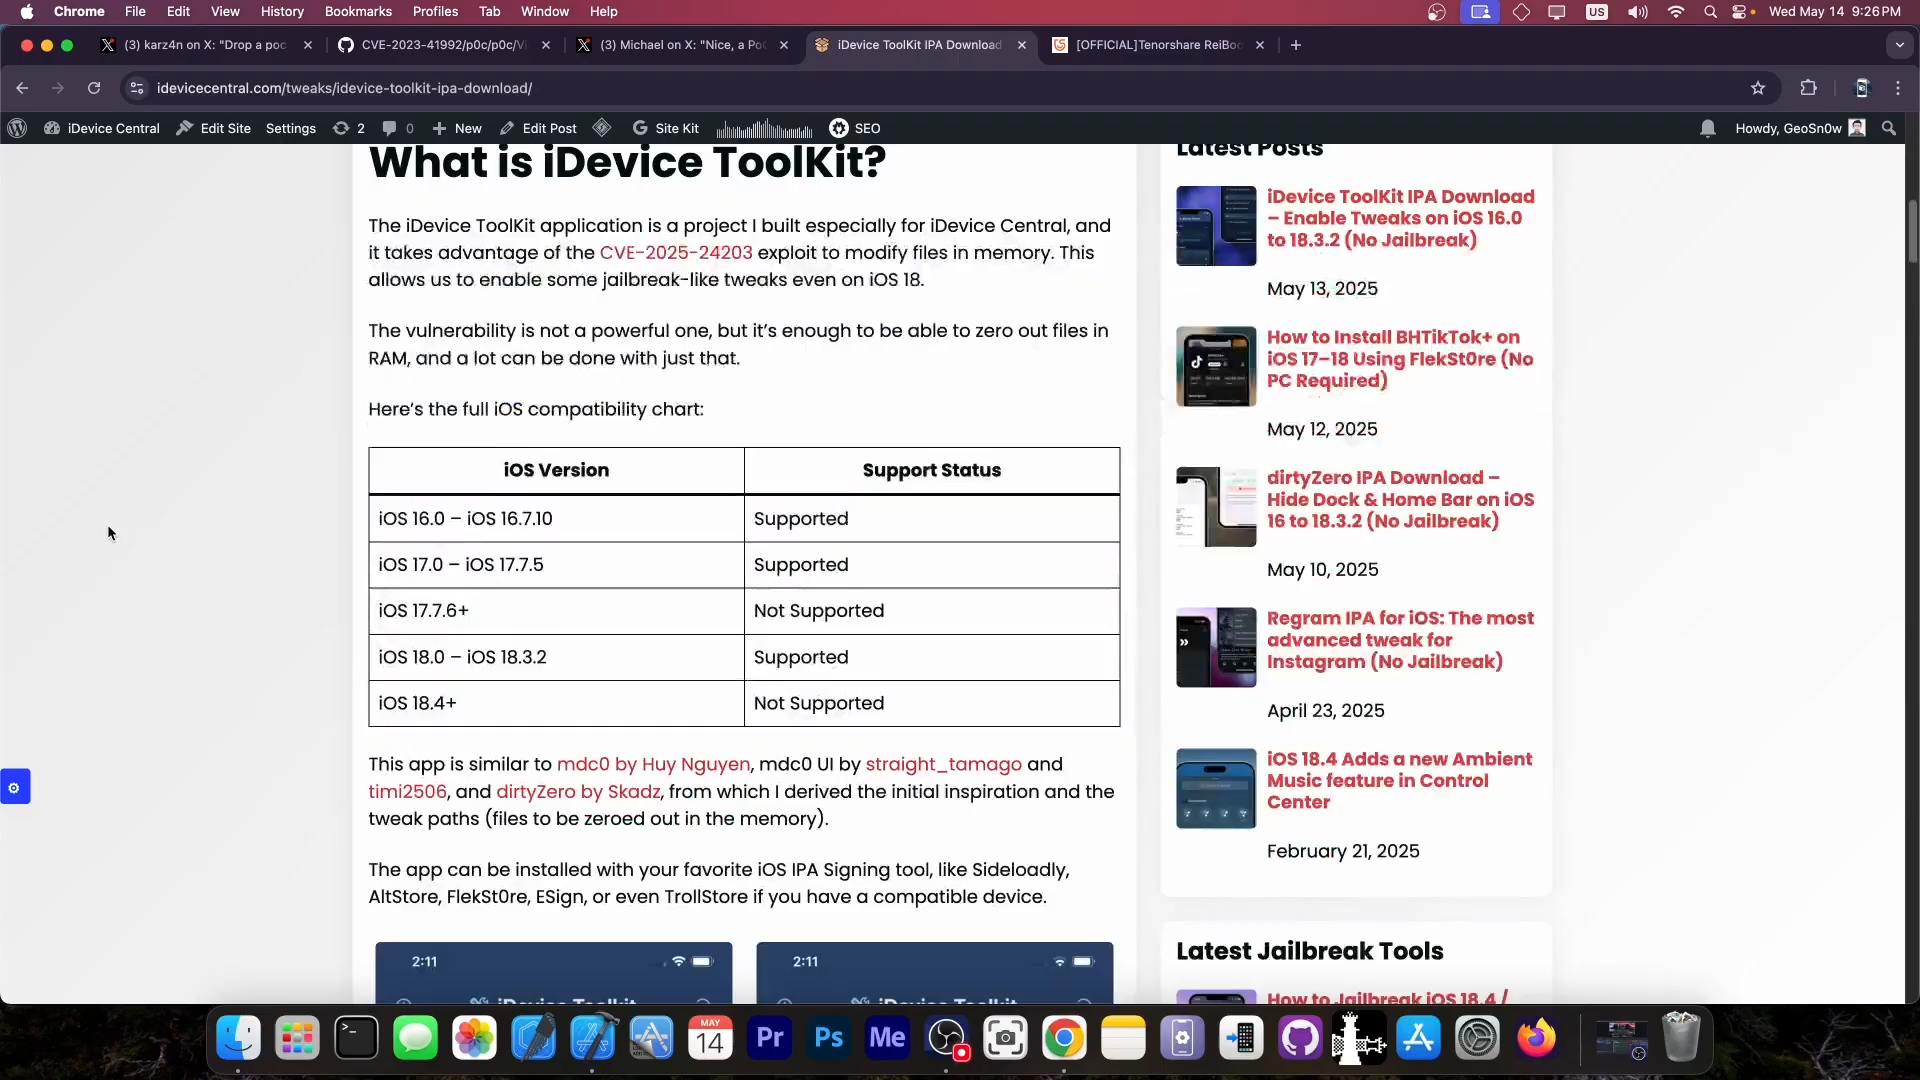 Chrome File Edit View History Bookmarks Profiles Tab Window Help
US
Wed May 14 9:26 PM
(3) karz4n on X: "Drop a poc
CVE-2023-41992/p0c/p0c/Vi
(3) Michael on X: "Nice, a Po
iDevice ToolKit IPA Download
[OFFICIAL]Tenorshare ReiBoo
idevicecentral.com/tweaks/idevice-toolkit-ipa-download/
iDevice Central Edit Site Settings 2 0 New Edit Post Site Kit SEO
Howdy, GeoSn0w
What is iDevice ToolKit?
The iDevice ToolKit application is a project I built especially for iDevice Central, and
it takes advantage of the CVE-2025-24203 exploit to modify files in memory. This
allows us to enable some jailbreak-like tweaks even on iOS 18.
The vulnerability is not a powerful one, but it's enough to be able to zero out files in
RAM, and a lot can be done with just that.
Here's the full iOS compatibility chart:
iOS Version Support Status
iOS 16.0 – iOS 16.7.10 Supported
iOS 17.0 – iOS 17.7.5 Supported
iOS 17.7.6+ Not Supported
iOS 18.0 – iOS 18.3.2 Supported
iOS 18.4+ Not Supported
This app is similar to mdc0 by Huy Nguyen, mdc0 UI by straight_tamago and
timi2506, and dirtyZero by Skadz, from which I derived the initial inspiration and the
tweak paths (files to be zeroed out in the memory).
The app can be installed with your favorite iOS IPA Signing tool, like Sideloadly,
AltStore, FlekSt0re, ESign, or even TrollStore if you have a compatible device.
2:11
iDevice Toolkit
2:11
iDevice Toolkit
Latest Posts
iDevice ToolKit IPA Download
– Enable Tweaks on iOS 16.0
to 18.3.2 (No Jailbreak)
May 13, 2025
How to Install BHTikTok+ on
iOS 17–18 Using FlekSt0re (No
PC Required)
May 12, 2025
dirtyZero IPA Download –
Hide Dock & Home Bar on iOS
16 to 18.3.2 (No Jailbreak)
May 10, 2025
Regram IPA for iOS: The most
advanced tweak for
Instagram (No Jailbreak)
April 23, 2025
iOS 18.4 Adds a new Ambient
Music feature in Control
Center
February 21, 2025
Latest Jailbreak Tools
How to Jailbreak iOS 18.4 /
MAY
14
Pr
Ps
Me